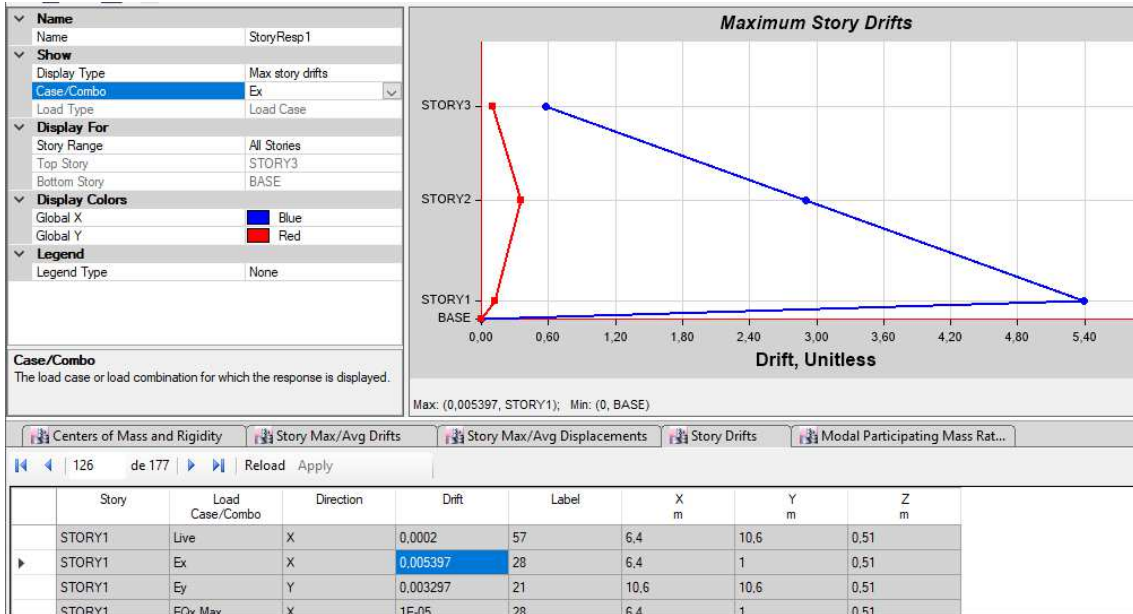 Name
Name StoryResp1
Show
Display Type Max story drifts
Case/Combo Ex
Load Type Load Case
Display For
Story Range All Stories
Top Story STORY3
Bottom Story BASE
Display Colors
Global X Blue
Global Y Red
Legend
Legend Type None
Case/Combo
The load case or load combination for which the response is displayed.
Maximum Story Drifts
STORY3
STORY2
STORY1
BASE
0,00 0,60 1,20 1,80 2,40 3,00 3,60 4,20 4,80 5,40
Drift, Unitless
Max: (0,005397, STORY1); Min: (0, BASE)
Centers of Mass and Rigidity Story Max/Avg Drifts Story Max/Avg Displacements Story Drifts Modal Participating Mass Rat...
126 de 177 Reload Apply
Story Load Case/Combo Direction Drift Label X m Y m Z m
STORY1 Live X 0,0002 57 6,4 10,6 0,51
STORY1 Ex X 0,005397 28 6,4 1 0,51
STORY1 Ey Y 0,003297 21 10,6 10,6 0,51
STORY1 EQx Max X 1E-05 28 6,4 1 0,51